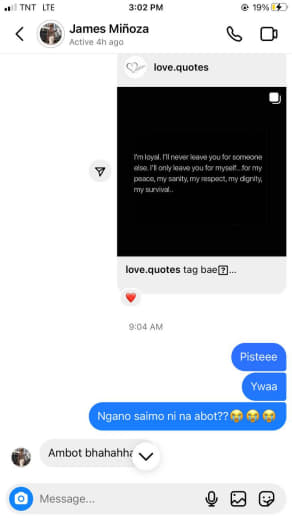 TNT LTE 3:02 PM 19%
James Miñoza
Active 4h ago
love.quotes
I'm loyal. I'll never leave you for someone
else. I'll only leave you for myself...for my
peace, my sanity, my respect, my dignity,
my survival..
love.quotes tag bae?...
9:04 AM
Pisteee
Ywaa
Ngano saimo ni na abot??😭😭😭
Ambot bhahahha
Message...